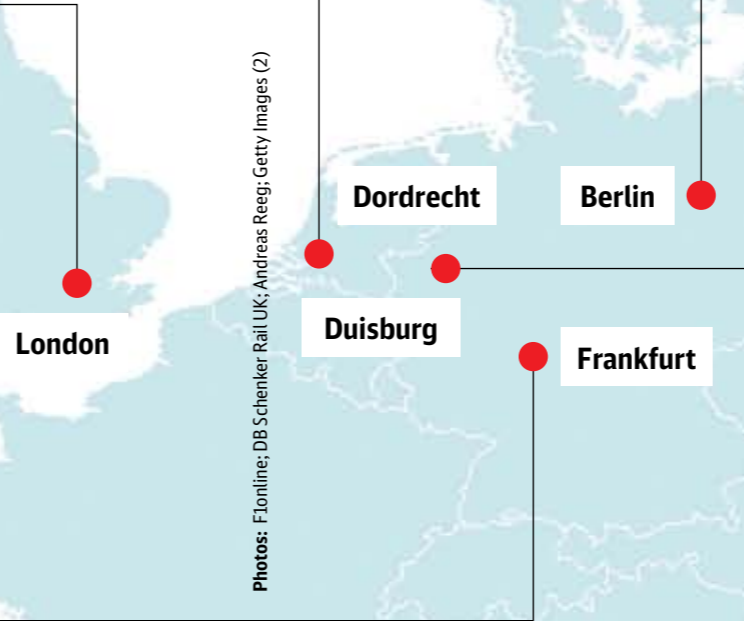 Dordrecht
Berlin
Duisburg
London
Frankfurt
Photos: F1online; DB Schenker Rail UK; Andreas Reeg; Getty Images (2)